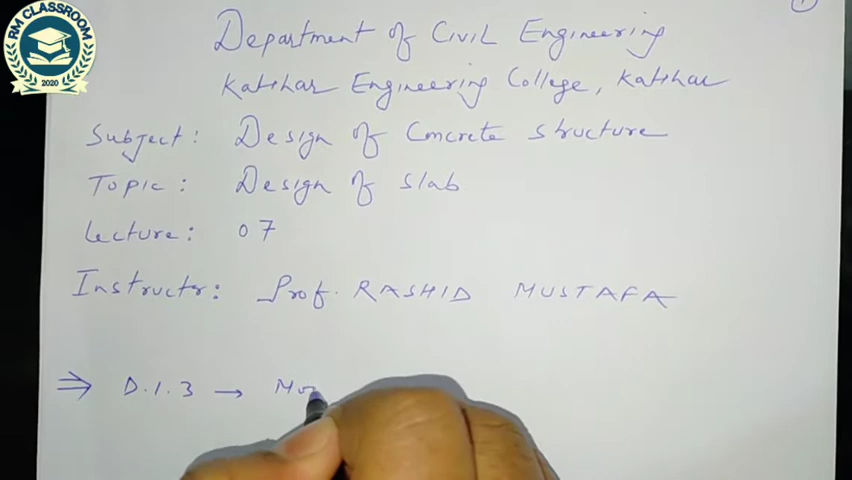 RM CLASSROOM
2020
Department of Civil Engineering
Katihar Engineering College, Katihar
Subject: Design of Concrete structure
Topic: Design of slab
Lecture: 07
Instructor: Prof. RASHID MUSTAFA
⇒ D.1.3 →